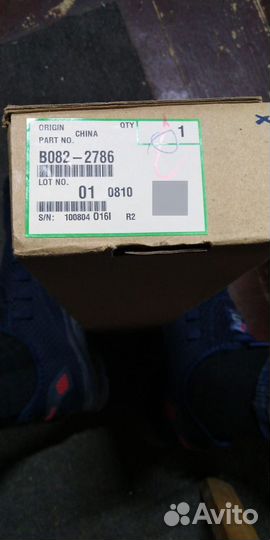 ORIGIN CHINA QTY
PART NO. 1
B082-2786
LOT NO.
01 0810
S/N: 100804 016I R2
Avito